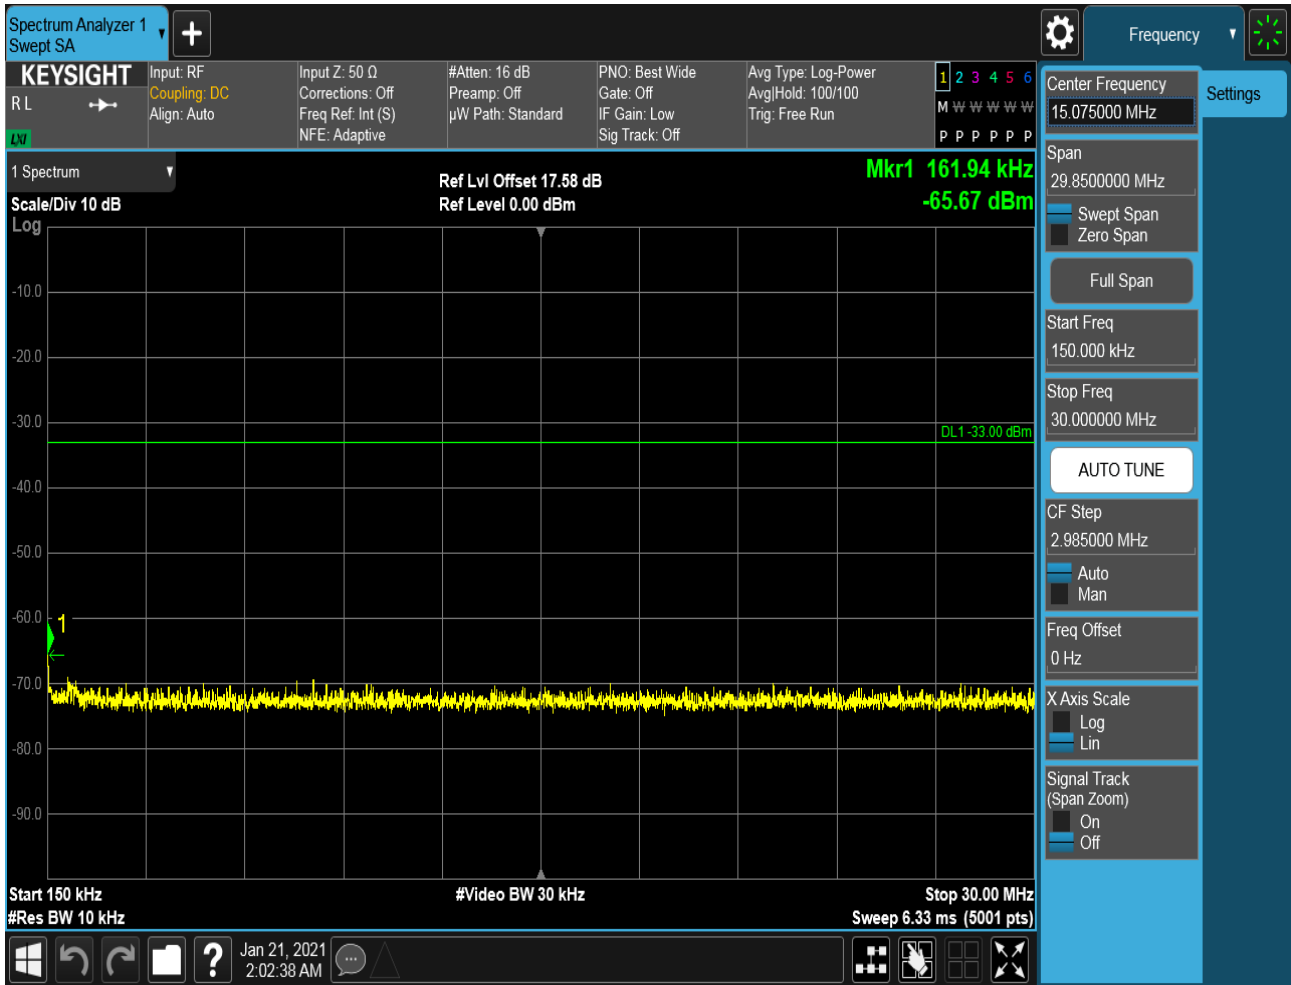 Spectrum Analyzer 1
Swept SA
Frequency
KEYSIGHT
R L
LXI
Input: RF
Coupling: DC
Align: Auto
Input Z: 50 Ω
Corrections: Off
Freq Ref: Int (S)
NFE: Adaptive
#Atten: 16 dB
Preamp: Off
µW Path: Standard
PNO: Best Wide
Gate: Off
IF Gain: Low
Sig Track: Off
Avg Type: Log-Power
Avg|Hold: 100/100
Trig: Free Run
1 2 3 4 5 6
M W W W W W
P P P P P P
1 Spectrum
Scale/Div 10 dB
Log
Ref Lvl Offset 17.58 dB
Ref Level 0.00 dBm
Mkr1 161.94 kHz
-65.67 dBm
-10.0
-20.0
-30.0
DL1 -33.00 dBm
-40.0
-50.0
-60.0
1
-70.0
-80.0
-90.0
Start 150 kHz
#Res BW 10 kHz
#Video BW 30 kHz
Stop 30.00 MHz
Sweep 6.33 ms (5001 pts)
Center Frequency
15.075000 MHz
Settings
Span
29.8500000 MHz
Swept Span
Zero Span
Full Span
Start Freq
150.000 kHz
Stop Freq
30.000000 MHz
AUTO TUNE
CF Step
2.985000 MHz
Auto
Man
Freq Offset
0 Hz
X Axis Scale
Log
Lin
Signal Track
(Span Zoom)
On
Off
?
Jan 21, 2021
2:02:38 AM